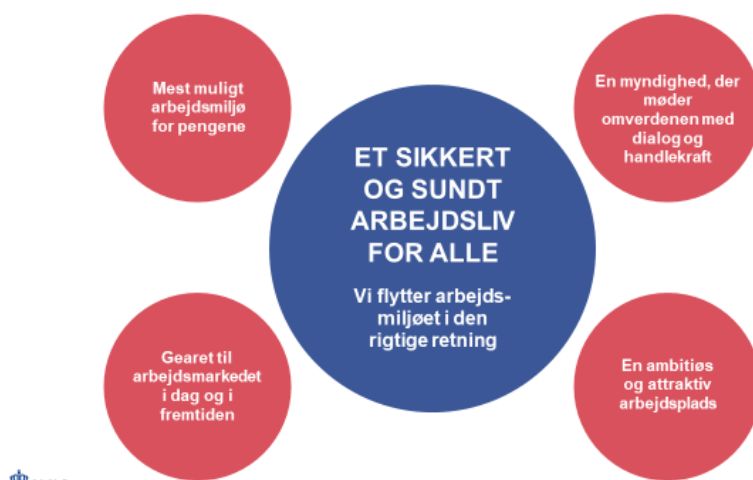 Mest muligt
arbejdsmiljø
for pengene
En myndighed, der
møder
omverdenen med
dialog og
handlekraft
ET SIKKERT
OG SUNDT
ARBEJDSLIV
FOR ALLE
Vi flytter arbejds-
miljøet i den
rigtige retning
Gearet til
arbejdsmarkedet
i dag og i
fremtiden
En ambitiøs
og attraktiv
arbejdsplads